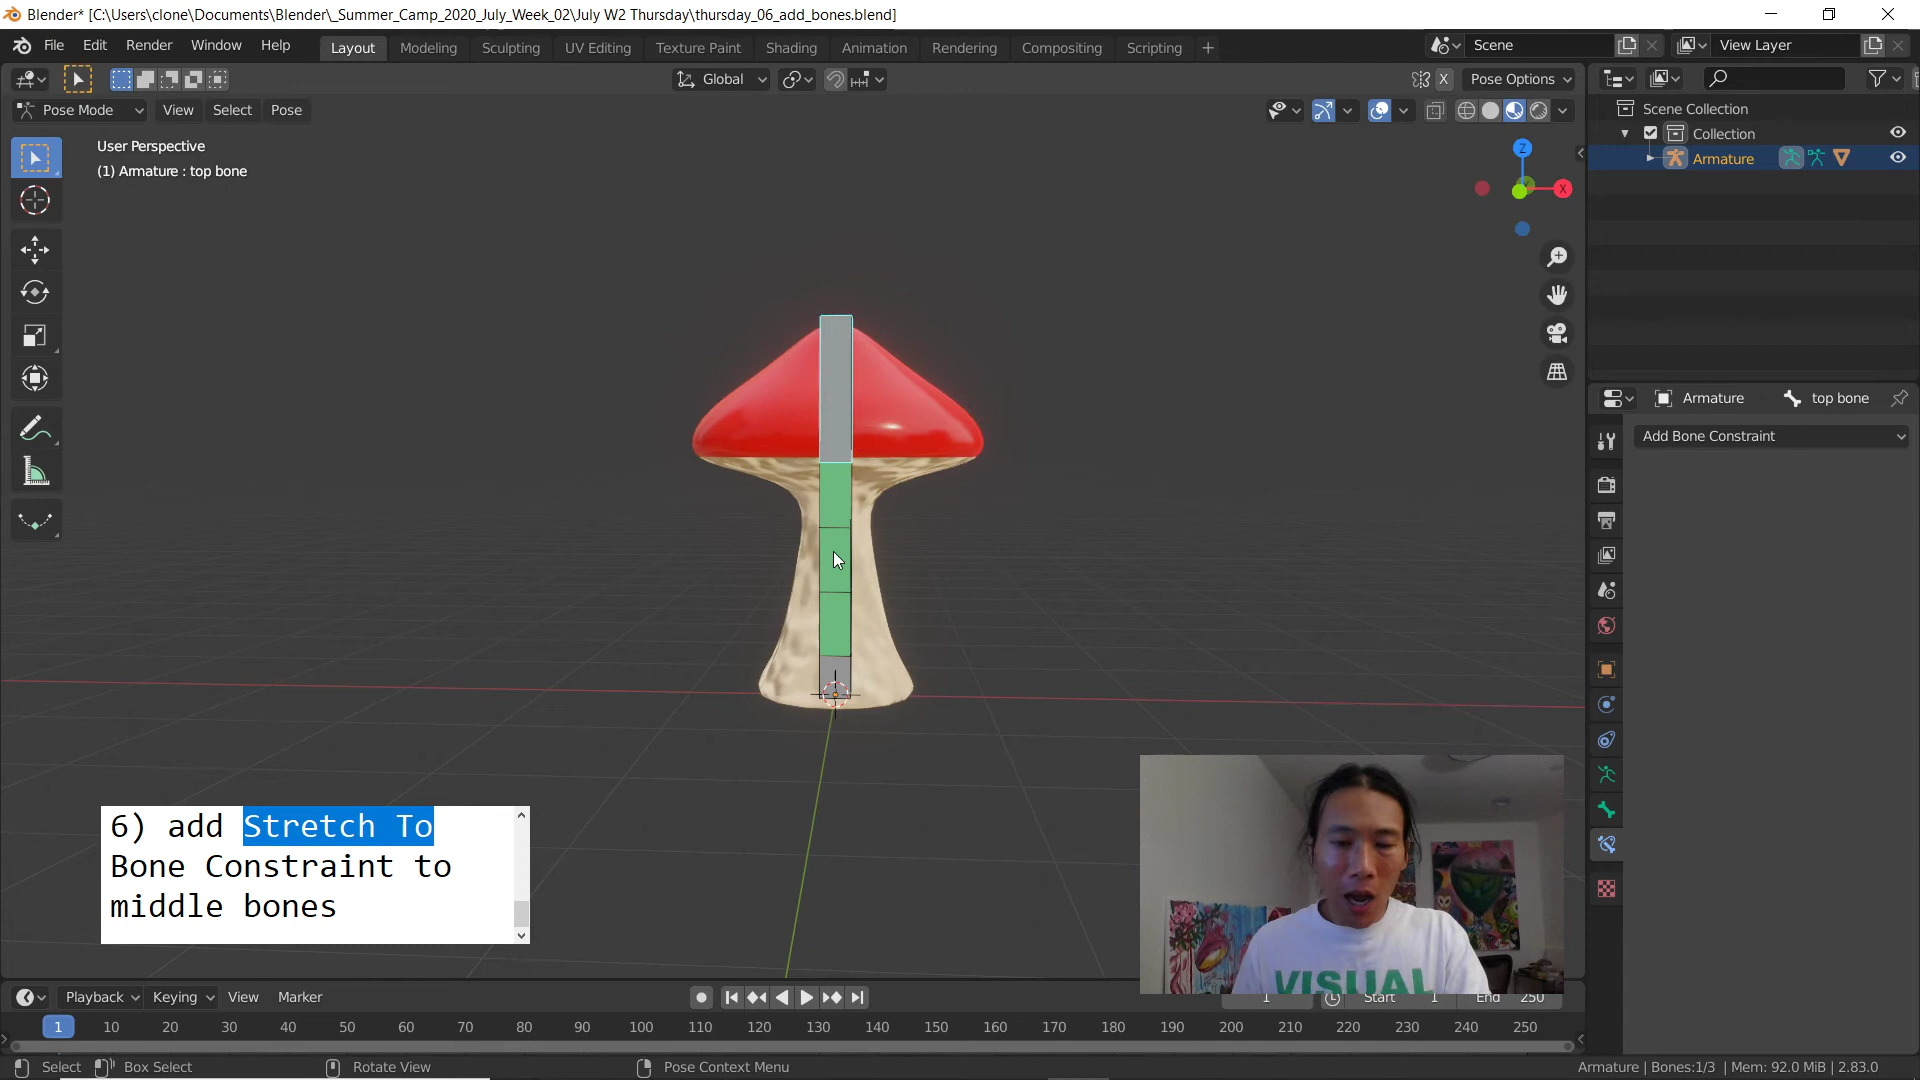 Blender* [C:\Users\clone\Documents\Blender\_Summer_Camp_2020_July_Week_02\July W2 Thursday\thursday_06_add_bones.blend]
File Edit Render Window Help
Layout Modeling Sculpting UV Editing Texture Paint Shading Animation Rendering Compositing Scripting +
Scene
View Layer
Global
X
Pose Options
Pose Mode View Select Pose
User Perspective
(1) Armature : top bone
Z
X
Scene Collection
Collection
Armature
Armature top bone
Add Bone Constraint
6) add Stretch To
Bone Constraint to
middle bones
VISUAL
Playback Keying View Marker
1 Start 1 End 250
1 10 20 30 40 50 60 70 80 90 100 110 120 130 140 150 160 170 180 190 200 210 220 230 240 250
Select Box Select Rotate View Pose Context Menu
Armature | Bones:1/3 | Mem: 92.0 MiB | 2.83.0